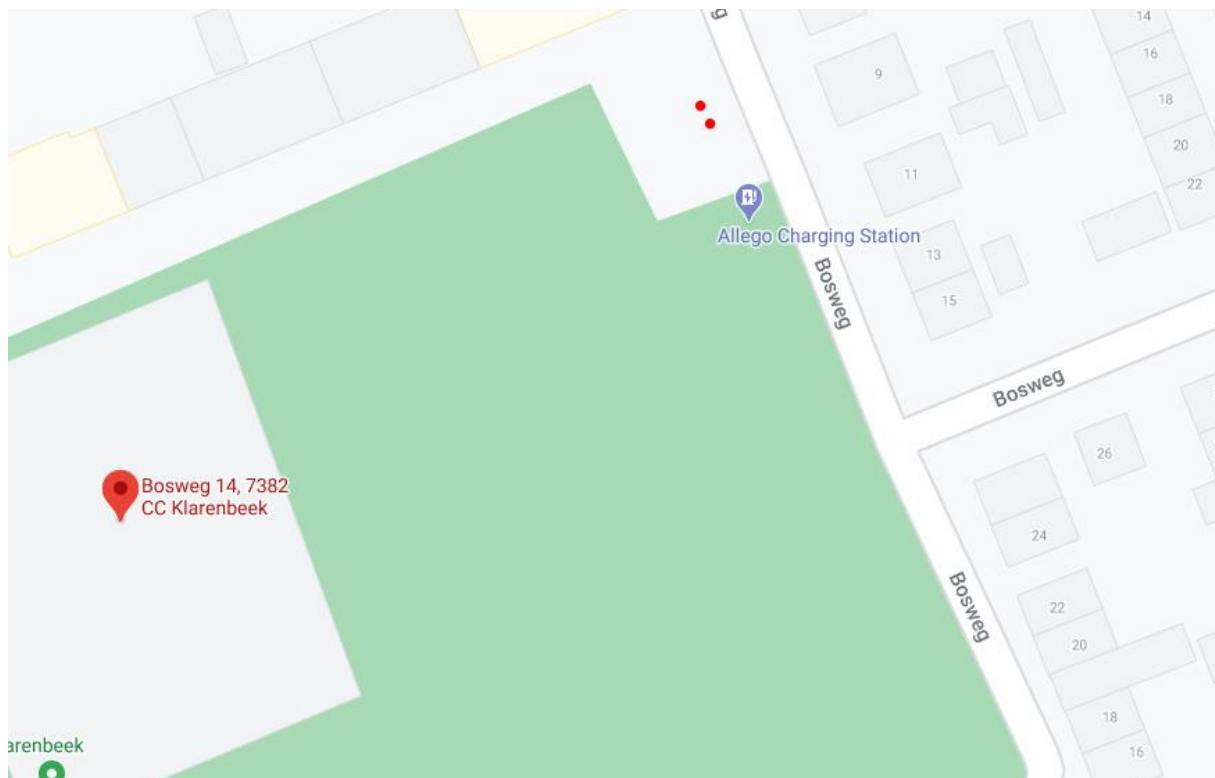 g
14
16
9
18
20
11
22
Allego Charging Station
13
Bosweg
15
Bosweg
26
Bosweg 14, 7382
CC Klarenbeek
24
Bosweg
22
20
18
arenbeek
16